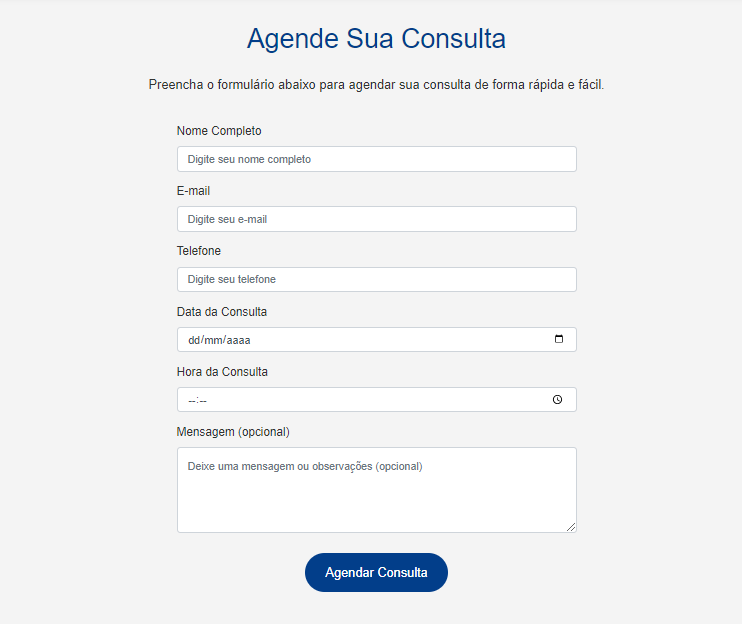 Agende Sua Consulta
Preencha o formulário abaixo para agendar sua consulta de forma rápida e fácil.
Nome Completo
Digite seu nome completo
E-mail
Digite seu e-mail
Telefone
Digite seu telefone
Data da Consulta
dd/mm/aaaa
Hora da Consulta
--:--
Mensagem (opcional)
Deixe uma mensagem ou observações (opcional)
Agendar Consulta